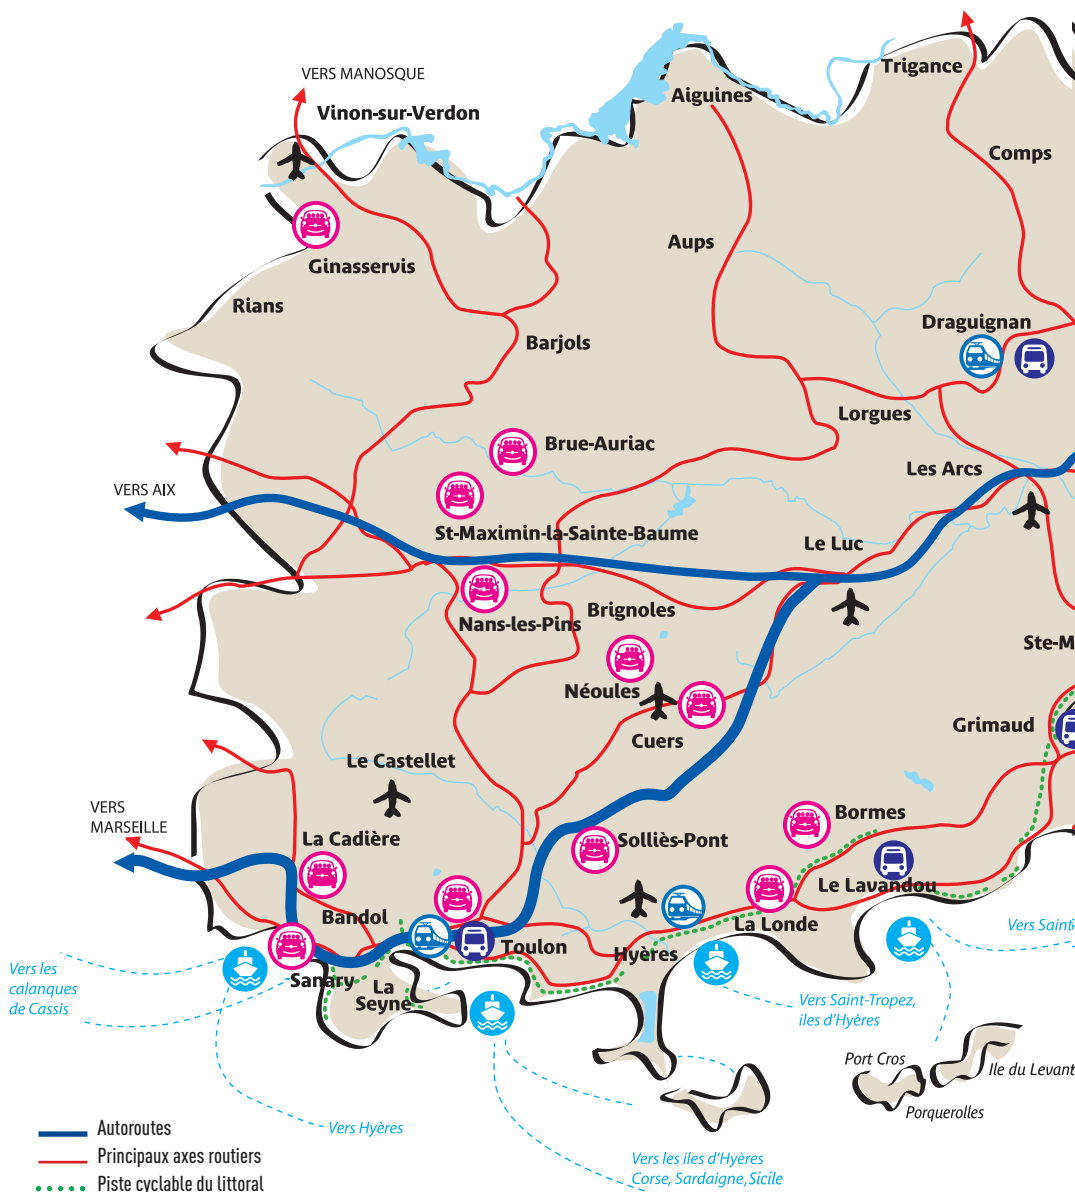 Trigance
VERS MANOSQUE
Aiguines
Vinon-sur-Verdon
Comps
Aups
Ginasservis
Rians
Draguignan
Barjols
Lorgues
Brue-Auriac
Les Arcs
VERS AIX
St-Maximin-la-Sainte-Baume
Le Luc
Brignoles
Nans-les-Pins
Ste-M
Néoules
Grimaud
Cuers
Le Castellet
VERS
MARSEILLE
Bormes
La Cadière
Solliès-Pont
Le Lavandou
Bandol
La Londe
Vers Saint-
Toulon
Hyères
Vers les
calanques
de Cassis
Sanary
La
Seyne
Vers Saint-Tropez,
iles d'Hyères
Port Cros
Ile du Levant
Porquerolles
Vers Hyères
Vers les iles d'Hyères
Corse, Sardaigne, Sicile
Autoroutes
Principaux axes routiers
Piste cyclable du littoral